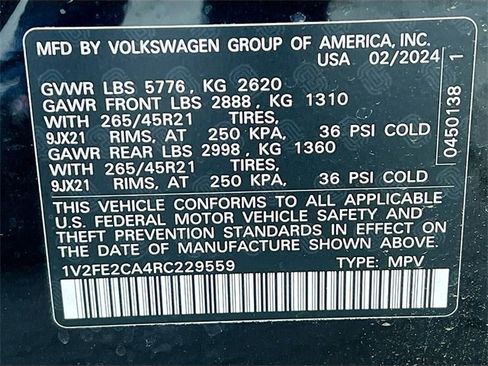 MFD BY VOLKSWAGEN GROUP OF AMERICA, INC.
USA 02/2024
GVWR LBS 5776, KG 2620
GAWR FRONT LBS 2888, KG 1310
WITH 265/45R21 TIRES,
9JX21 RIMS, AT 250 KPA, 36 PSI COLD
GAWR REAR LBS 2998, KG 1360
WITH 265/45R21 TIRES,
9JX21 RIMS, AT 250 KPA, 36 PSI COLD
THIS VEHICLE CONFORMS TO ALL APPLICABLE
U.S. FEDERAL MOTOR VEHICLE SAFETY AND
THEFT PREVENTION STANDARDS IN EFFECT ON
THE DATE OF MANUFACTURE SHOWN ABOVE.
1V2FE2CA4RC229559 TYPE: MPV
0450138 1